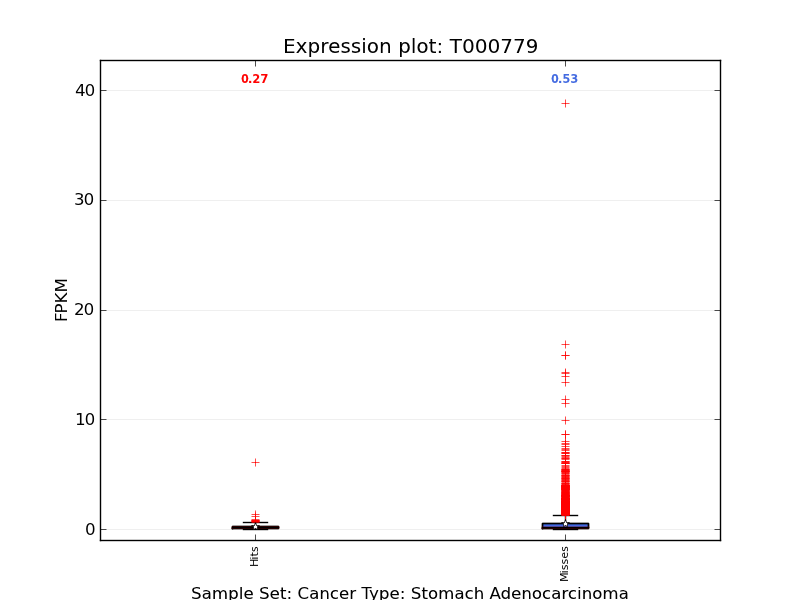 Expression plot: T000779
0.27
0.53
40
30
20
10
0
FPKM
Hits
Misses
Sample Set: Cancer Type: Stomach Adenocarcinoma